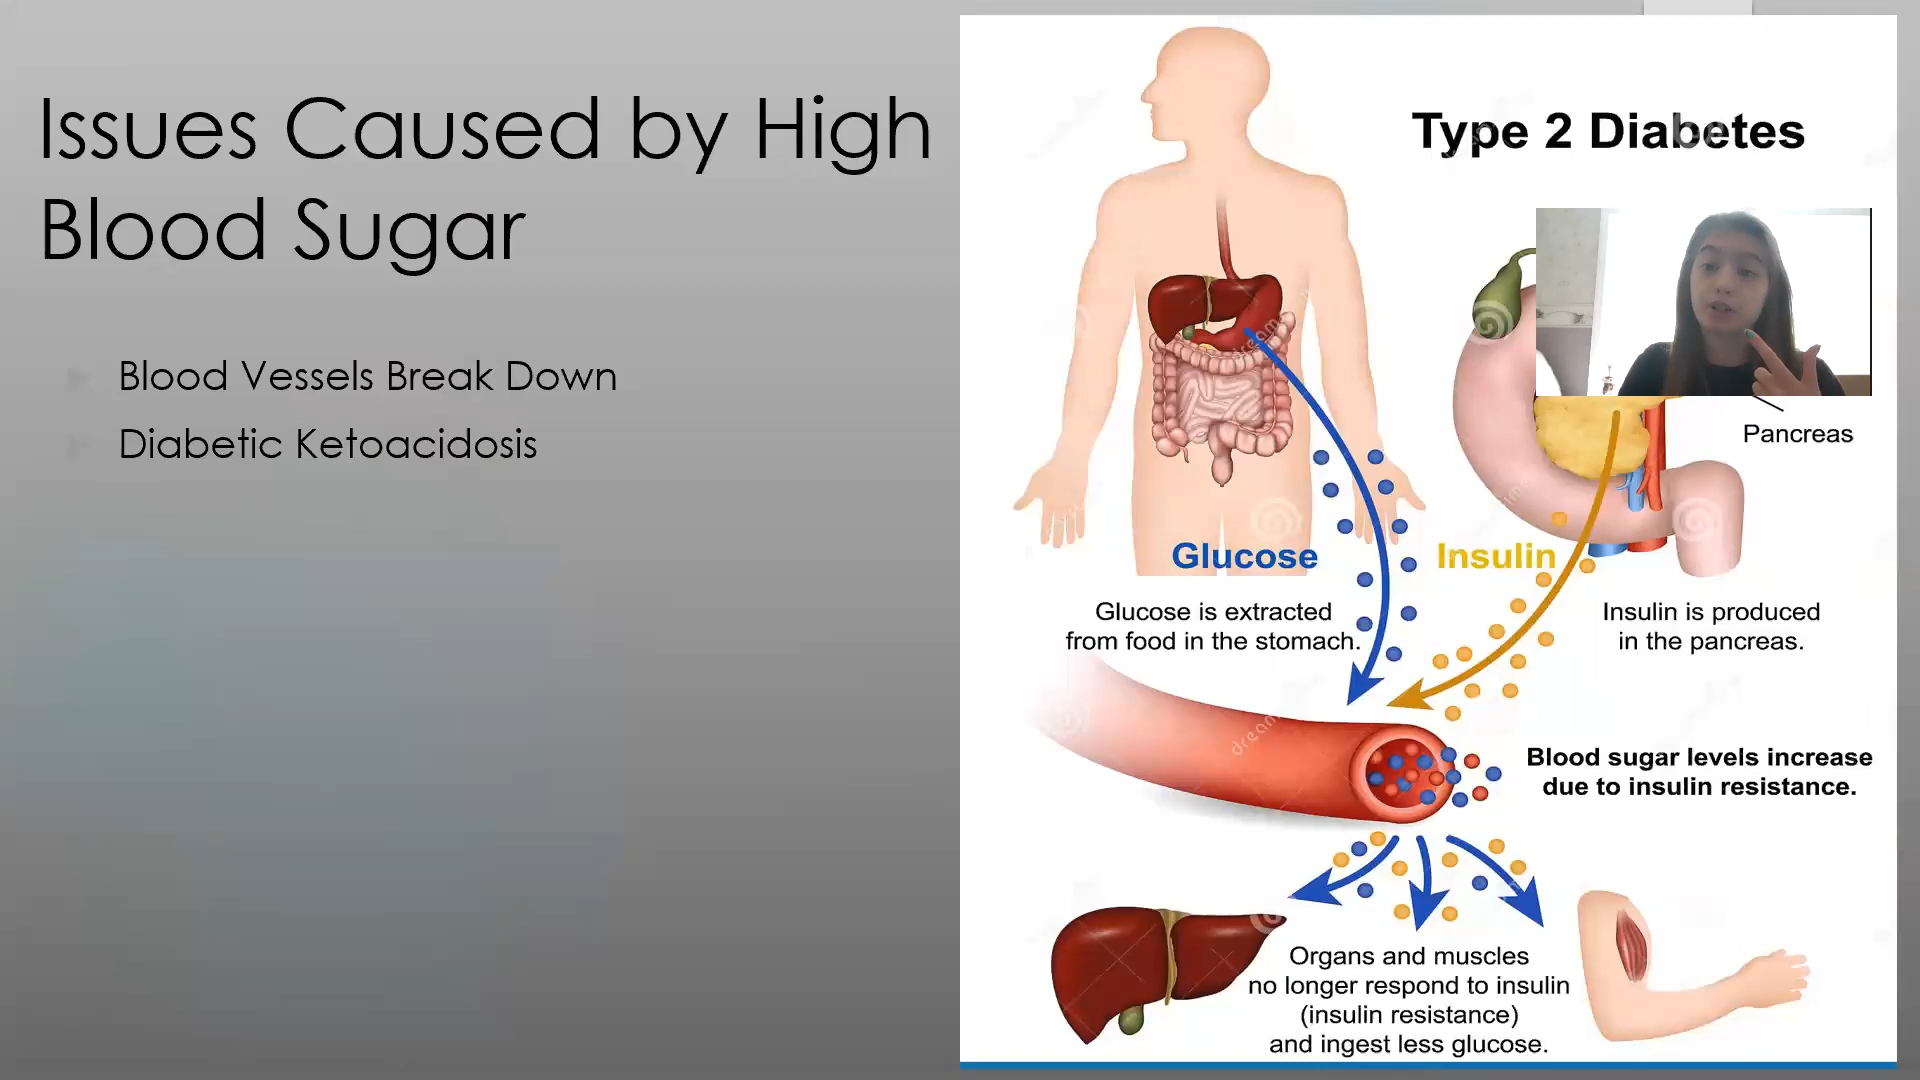 Issues Caused by High
Blood Sugar
Blood Vessels Break Down
Diabetic Ketoacidosis
Type 2 Diabetes
Pancreas
Glucose
Insulin
Glucose is extracted
from food in the stomach.
Insulin is produced
in the pancreas.
Blood sugar levels increase
due to insulin resistance.
Organs and muscles
no longer respond to insulin
(insulin resistance)
and ingest less glucose.